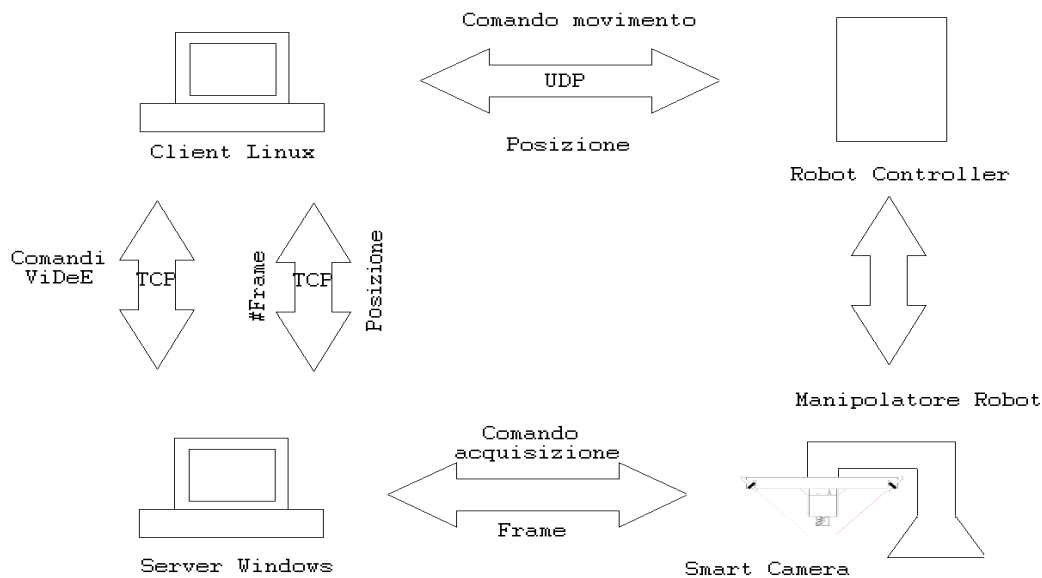 Comando movimento
UDP
Posizione
Client Linux
Robot Controller
Comandi
ViDeE
TCP
#Frame
TCP
Posizione
Manipolatore Robot
Comando
acquisizione
Frame
Server Windows
Smart Camera